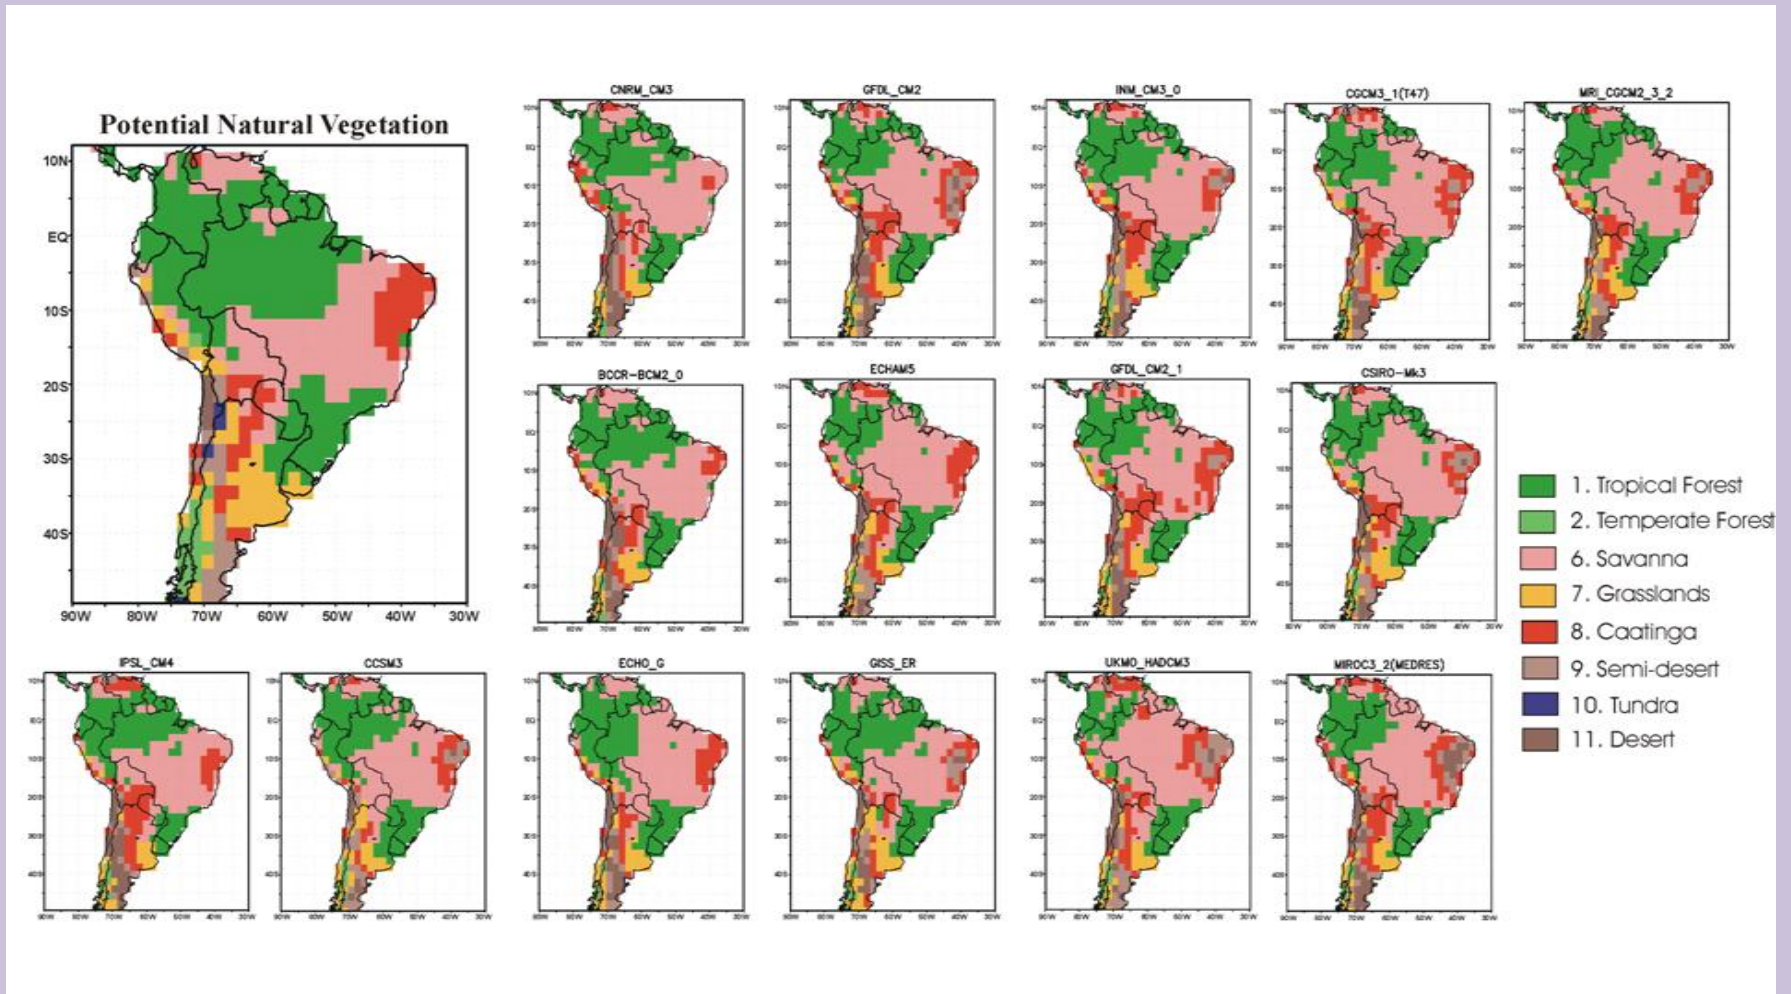 Potential Natural Vegetation
10N
EQ
10S
20S
30S
40S
90W 80W 70W 60W 50W 40W 30W
CNRM_CM3
GFDL_CM2
INM_CM3_0
CGCM3_1(T47)
MRI_CGCM2_3_2
BCCR-BCM2_0
ECHAM5
GFDL_CM2_1
CSIRO-Mk3
IPSL_CM4
CCSM3
ECHO_G
GISS_ER
UKMO_HADCM3
MIROC3_2(MEDRES)
1. Tropical Forest
2. Temperate Forest
6. Savanna
7. Grasslands
8. Caatinga
9. Semi-desert
10. Tundra
11. Desert